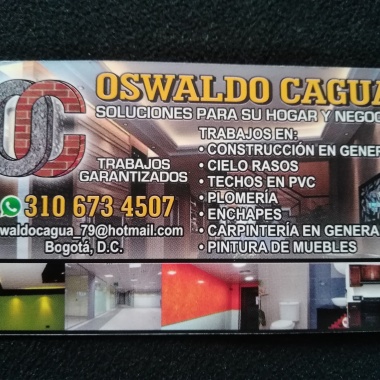 OC
OSWALDO CAGUA
SOLUCIONES PARA SU HOGAR Y NEGOC
TRABAJOS EN:
• CONSTRUCCIÓN EN GENER
• CIELO RASOS
• TECHOS EN PVC
• PLOMERÍA
• ENCHAPES
• CARPINTERÍA EN GENERA
• PINTURA DE MUEBLES
TRABAJOS
GARANTIZADOS
310 673 4507
waldocagua_79@hotmail.com
Bogotá, D.C.